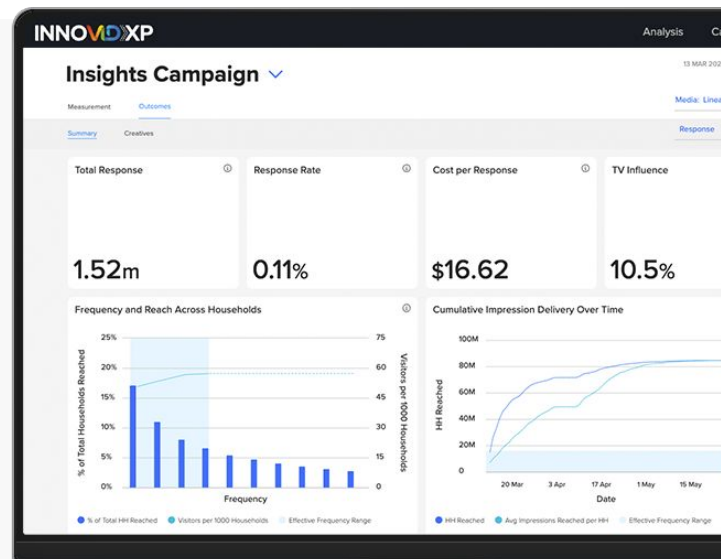 INNOVID XP
Analysis
Insights Campaign
13 MAR 202
Measurement Outcomes
Media: Linea
Summary Creatives
Response
Total Response
1.52m
Response Rate
0.11%
Cost per Response
$16.62
TV Influence
10.5%
Frequency and Reach Across Households
25%
20%
15%
10%
5%
0%
% of Total Households Reached
75
60
45
30
15
0
Visitors per 1000 Households
Frequency
% of Total HH Reached Visitors per 1000 Households Effective Frequency Range
Cumulative Impression Delivery Over Time
100M
80M
60M
40M
20M
0
HH Reached
20 Mar 3 Apr 17 Apr 1 May 15 May
Date
HH Reached Avg Impressions Reached per HH Effective Frequency Range